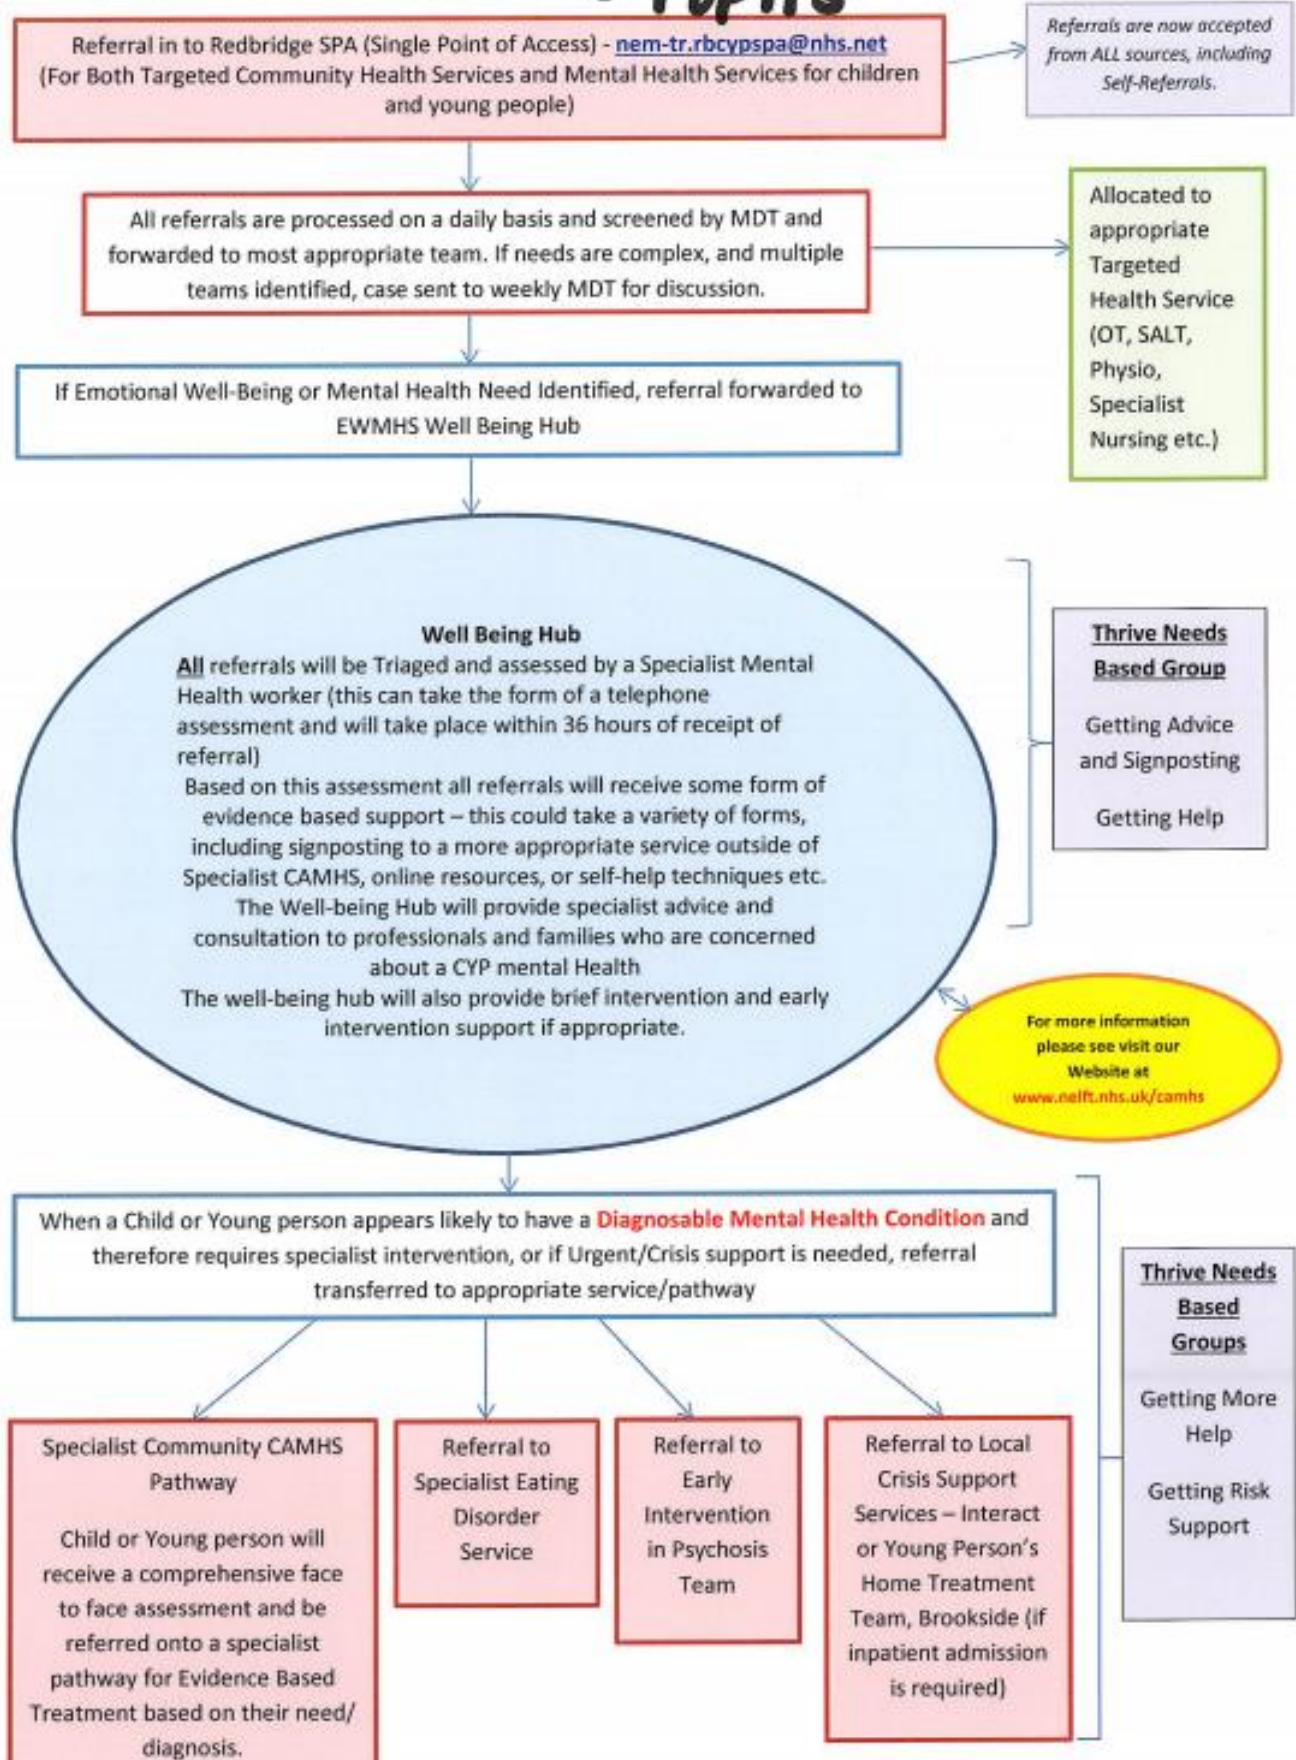 Pupils
Referral in to Redbridge SPA (Single Point of Access) - nem-tr.rbcypspa@nhs.net
(For Both Targeted Community Health Services and Mental Health Services for children
and young people)
Referrals are now accepted
from ALL sources, including
Self-Referrals.
All referrals are processed on a daily basis and screened by MDT and
forwarded to most appropriate team. If needs are complex, and multiple
teams identified, case sent to weekly MDT for discussion.
Allocated to
appropriate
Targeted
Health Service
(OT, SALT,
Physio,
Specialist
Nursing etc.)
If Emotional Well-Being or Mental Health Need Identified, referral forwarded to
EWMHS Well Being Hub
Well Being Hub
All referrals will be Triaged and assessed by a Specialist Mental
Health worker (this can take the form of a telephone
assessment and will take place within 36 hours of receipt of
referral)
Based on this assessment all referrals will receive some form of
evidence based support – this could take a variety of forms,
including signposting to a more appropriate service outside of
Specialist CAMHS, online resources, or self-help techniques etc.
The Well-being Hub will provide specialist advice and
consultation to professionals and families who are concerned
about a CYP mental Health
The well-being hub will also provide brief intervention and early
intervention support if appropriate.
Thrive Needs
Based Group
Getting Advice
and Signposting
Getting Help
For more information
please see visit our
Website at
www.nelft.nhs.uk/camhs
When a Child or Young person appears likely to have a Diagnosable Mental Health Condition and
therefore requires specialist intervention, or if Urgent/Crisis support is needed, referral
transferred to appropriate service/pathway
Thrive Needs
Based
Groups
Getting More
Help
Getting Risk
Support
Specialist Community CAMHS
Pathway
Child or Young person will
receive a comprehensive face
to face assessment and be
referred onto a specialist
pathway for Evidence Based
Treatment based on their need/
diagnosis.
Referral to
Specialist Eating
Disorder
Service
Referral to
Early
Intervention
in Psychosis
Team
Referral to Local
Crisis Support
Services – Interact
or Young Person's
Home Treatment
Team, Brookside (if
inpatient admission
is required)